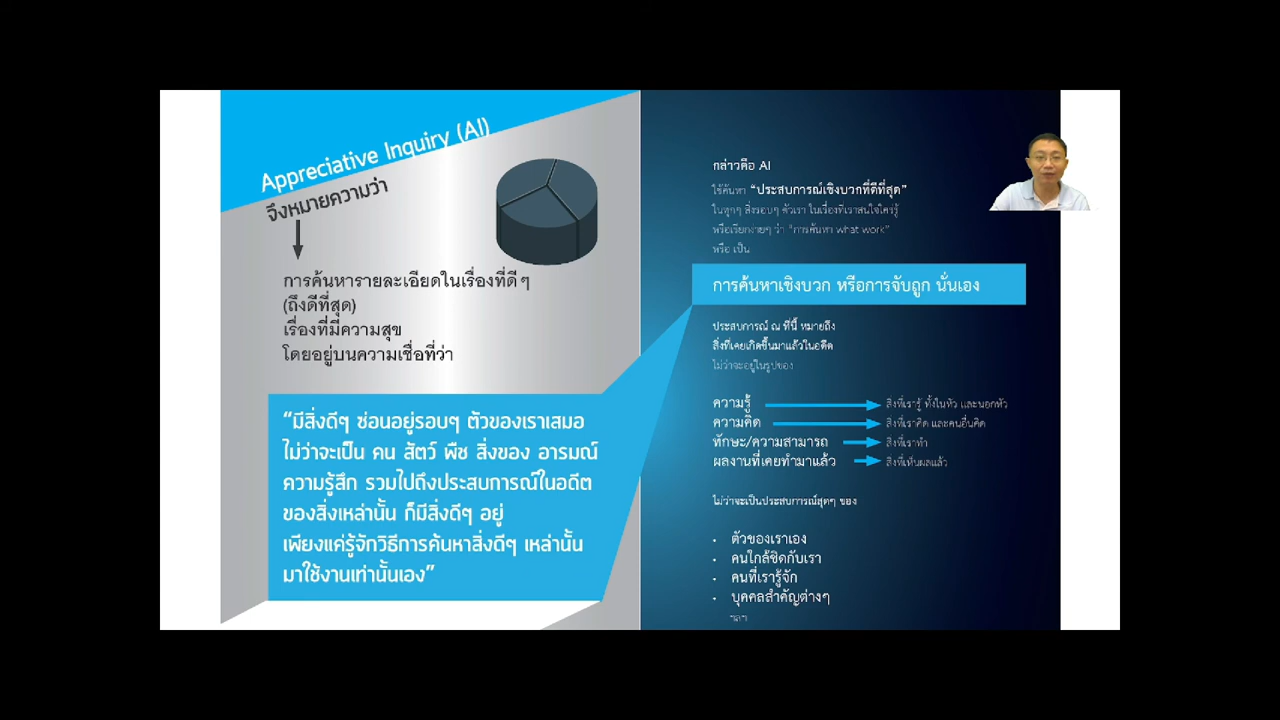 Appreciative Inquiry (AI)
จึงหมายความว่า
การค้นหารายละเอียดในเรื่องที่ดีๆ
(ถึงดีที่สุด)
เรื่องที่มีความสุข
โดยอยู่บนความเชื่อที่ว่า
“มีสิ่งดีๆ ซ่อนอยู่รอบๆ ตัวของเราเสมอ
ไม่ว่าจะเป็น คน สัตว์ พืช สิ่งของ อารมณ์
ความรู้สึก รวมไปถึงประสบการณ์ในอดีต
ของสิ่งเหล่านั้น ก็มีสิ่งดีๆ อยู่
เพียงแค่รู้จักวิธีการค้นหาสิ่งดีๆ เหล่านั้น
มาใช้งานเท่านั้นเอง”
กล่าวคือ AI
ใช้ค้นหา “ประสบการณ์เชิงบวกที่ดีที่สุด”
ในทุกๆ สิ่งรอบๆ ตัวเรา ในเรื่องที่เราสนใจใคร่รู้
หรือเรียกง่ายๆ ว่า “การค้นหา what work”
หรือ เป็น
การค้นหาเชิงบวก หรือการจับถูก นั่นเอง
ประสบการณ์ ณ ที่นี้ หมายถึง
สิ่งที่เคยเกิดขึ้นมาแล้วในอดีต
ไม่ว่าจะอยู่ในรูปของ
ความรู้ สิ่งที่เรารู้ ทั้งในหัว และนอกหัว
ความคิด สิ่งที่เราคิด และคนอื่นคิด
ทักษะ/ความสามารถ สิ่งที่เราทำ
ผลงานที่เคยทำมาแล้ว สิ่งที่เห็นผลแล้ว
ไม่ว่าจะเป็นประสบการณ์สุดๆ ของ
• ตัวของเราเอง
• คนใกล้ชิดกับเรา
• คนที่เรารู้จัก
• บุคคลสำคัญต่างๆ
ฯลฯ